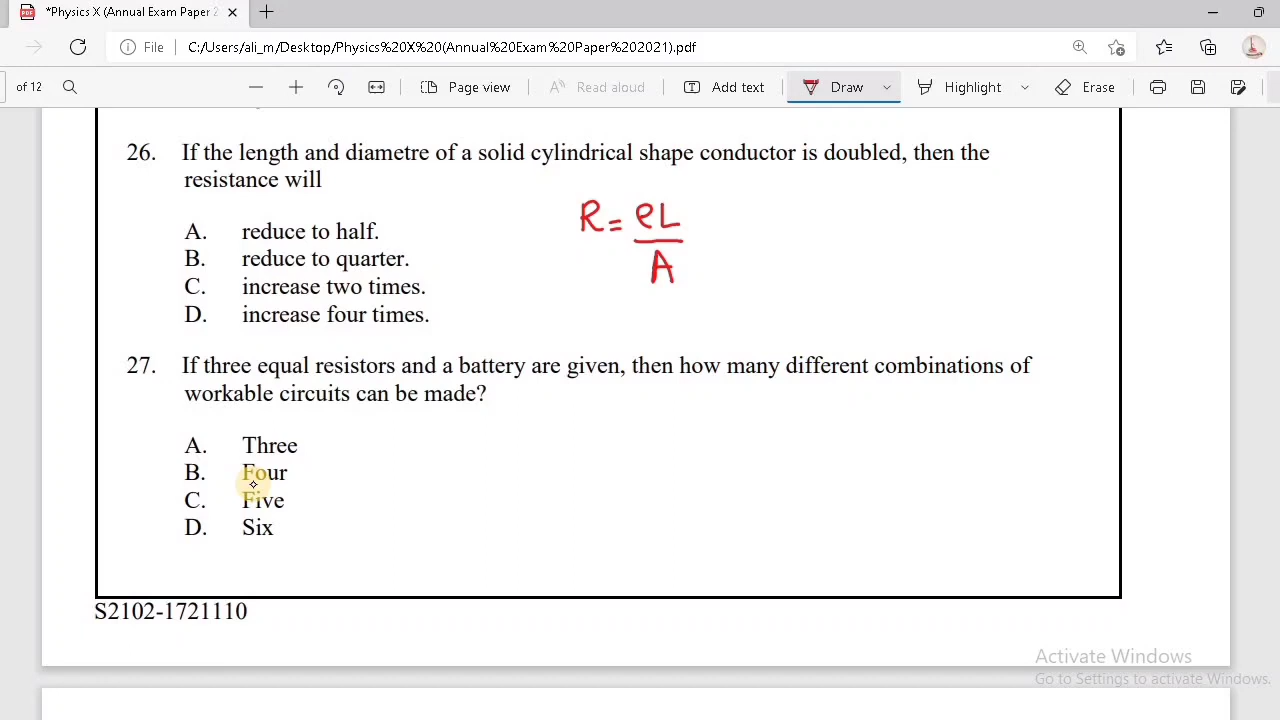 *Physics X (Annual Exam Paper 2
File C:/Users/ali_m/Desktop/Physics%20X%20(Annual%20Exam%20Paper%202021).pdf
of 12 Page view Read aloud Add text Draw Highlight Erase
26. If the length and diametre of a solid cylindrical shape conductor is doubled, then the
resistance will
R = ρL
A
A. reduce to half.
B. reduce to quarter.
C. increase two times.
D. increase four times.
27. If three equal resistors and a battery are given, then how many different combinations of
workable circuits can be made?
A. Three
B. Four
C. Five
D. Six
S2102-1721110
Activate Windows
Go to Settings to activate Windows.